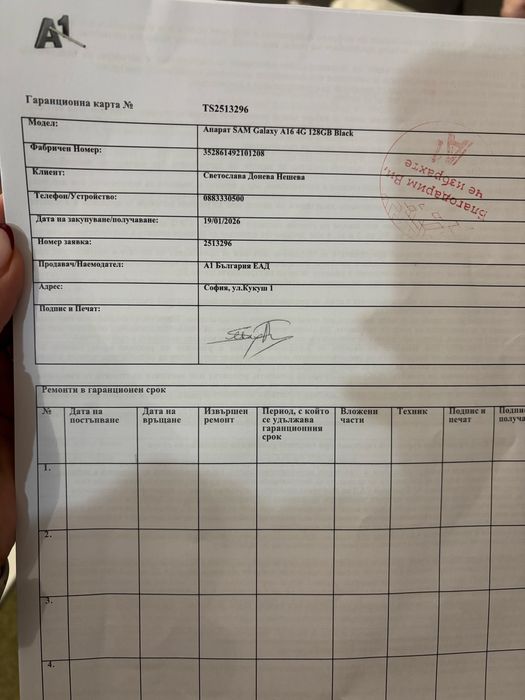 A1
Гаранционна карта № TS2513296
Модел: Апарат SAM Galaxy A16 4G 128GB Black
Фабричен Номер: 352861492101208
Клиент: Светослава Донева Нешева
Телефон/Устройство: 0883330500
Дата на закупуване/получаване: 19/01/2026
Номер заявка: 2513296
Продавач/Наемодател: А1 България ЕАД
Адрес: София, ул.Кукуш 1
Подпис и Печат:
Благодарим Ви,
че избрахте
A1
Ремонти в гаранционен срок
№ Дата на постъпване Дата на връщане Извършен ремонт Период, с който се удължава гаранционния срок Вложени части Техник Подпис и печат
1.
2.
3.
4.